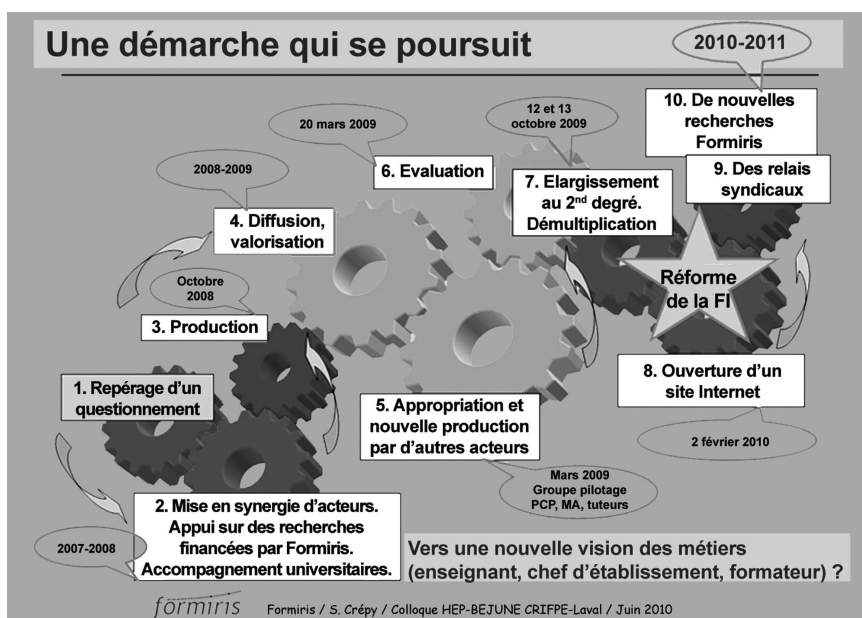 Une démarche qui se poursuit
2010-2011
10. De nouvelles
recherches
Formiris
12 et 13
octobre 2009
20 mars 2009
9. Des relais
syndicaux
6. Evaluation
7. Elargissement
au 2nd degré.
Démultiplication
2008-2009
4. Diffusion,
valorisation
Réforme
de la FI
Octobre
2008
3. Production
8. Ouverture d'un
site Internet
1. Repérage d'un
questionnement
5. Appropriation et
nouvelle production
par d'autres acteurs
2 février 2010
Mars 2009
Groupe pilotage
PCP, MA, tuteurs
2. Mise en synergie d'acteurs.
Appui sur des recherches
financées par Formiris.
Accompagnement universitaires.
2007-2008
Vers une nouvelle vision des métiers
(enseignant, chef d'établissement, formateur) ?
formiris
Formiris / S. Crépy / Colloque HEP-BEJUNE CRIFPE-Laval / Juin 2010